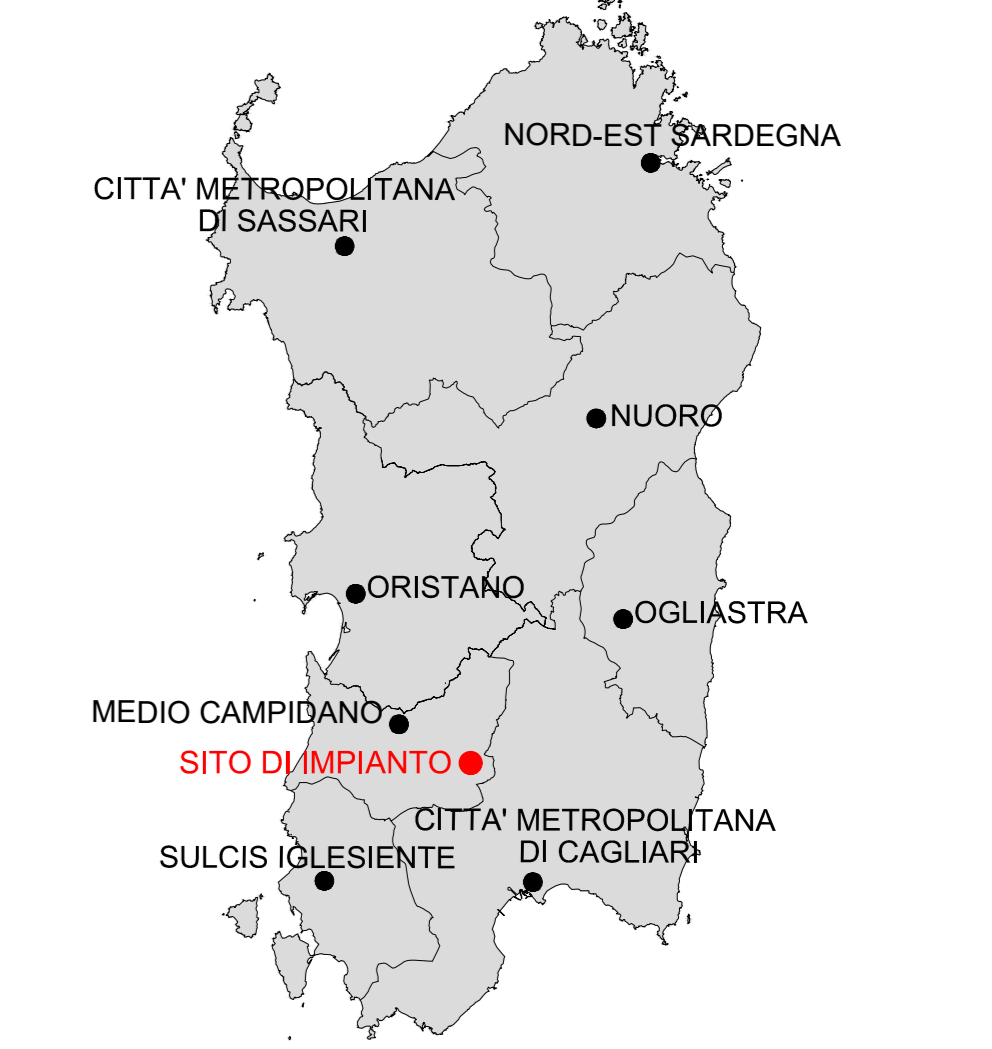 NORD-EST SARDEGNA
CITTA' METROPOLITANA
DI SASSARI
NUORO
ORISTANO
OGLIASTRA
MEDIO CAMPIDANO
SITO DI IMPIANTO
CITTA' METROPOLITANA
DI CAGLIARI
SULCIS IGLESIENTE